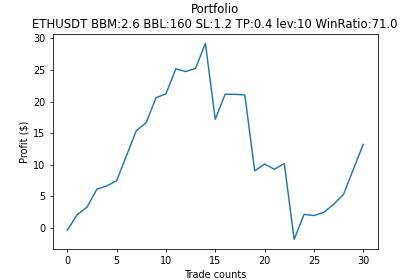 Portfolio
ETHUSDT BBM:2.6 BBL:160 SL:1.2 TP:0.4 lev:10 WinRatio:71.0
30
25
20
15
10
5
0
Profit ($)
0 5 10 15 20 25 30
Trade counts